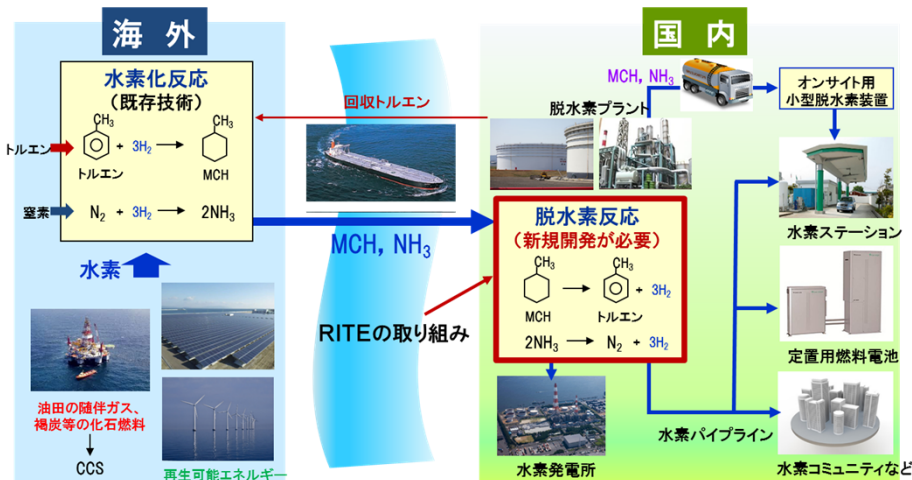 海 外
水素化反応
（既存技術）
CH3
+ 3H2
トルエン
トルエン
CH3
MCH
窒素
N2 + 3H2 2NH3
水素
油田の随伴ガス、
褐炭等の化石燃料
CCS
再生可能エネルギー
回収トルエン
MCH, NH3
RITEの取り組み
国 内
MCH, NH3
脱水素プラント
オンサイト用
小型脱水素装置
脱水素反応
（新規開発が必要）
CH3
MCH
CH3
+ 3H2
トルエン
2NH3 N2 + 3H2
水素発電所
水素パイプライン
水素ステーション
定置用燃料電池
水素コミュニティなど